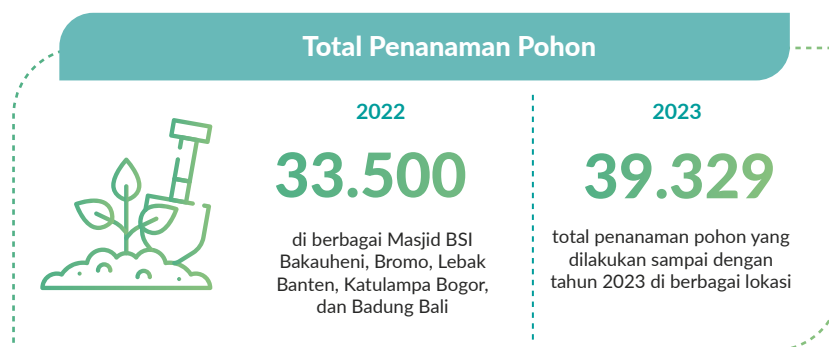 Total Penanaman Pohon
2022
33.500
di berbagai Masjid BSI
Bakauheni, Bromo, Lebak
Banten, Katulampa Bogor,
dan Badung Bali
2023
39.329
total penanaman pohon yang
dilakukan sampai dengan
tahun 2023 di berbagai lokasi